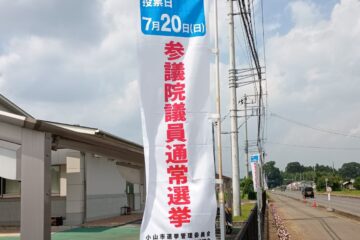 投票日
7月20日(日)
参議院議員通常選挙
小山市選挙管理委員会